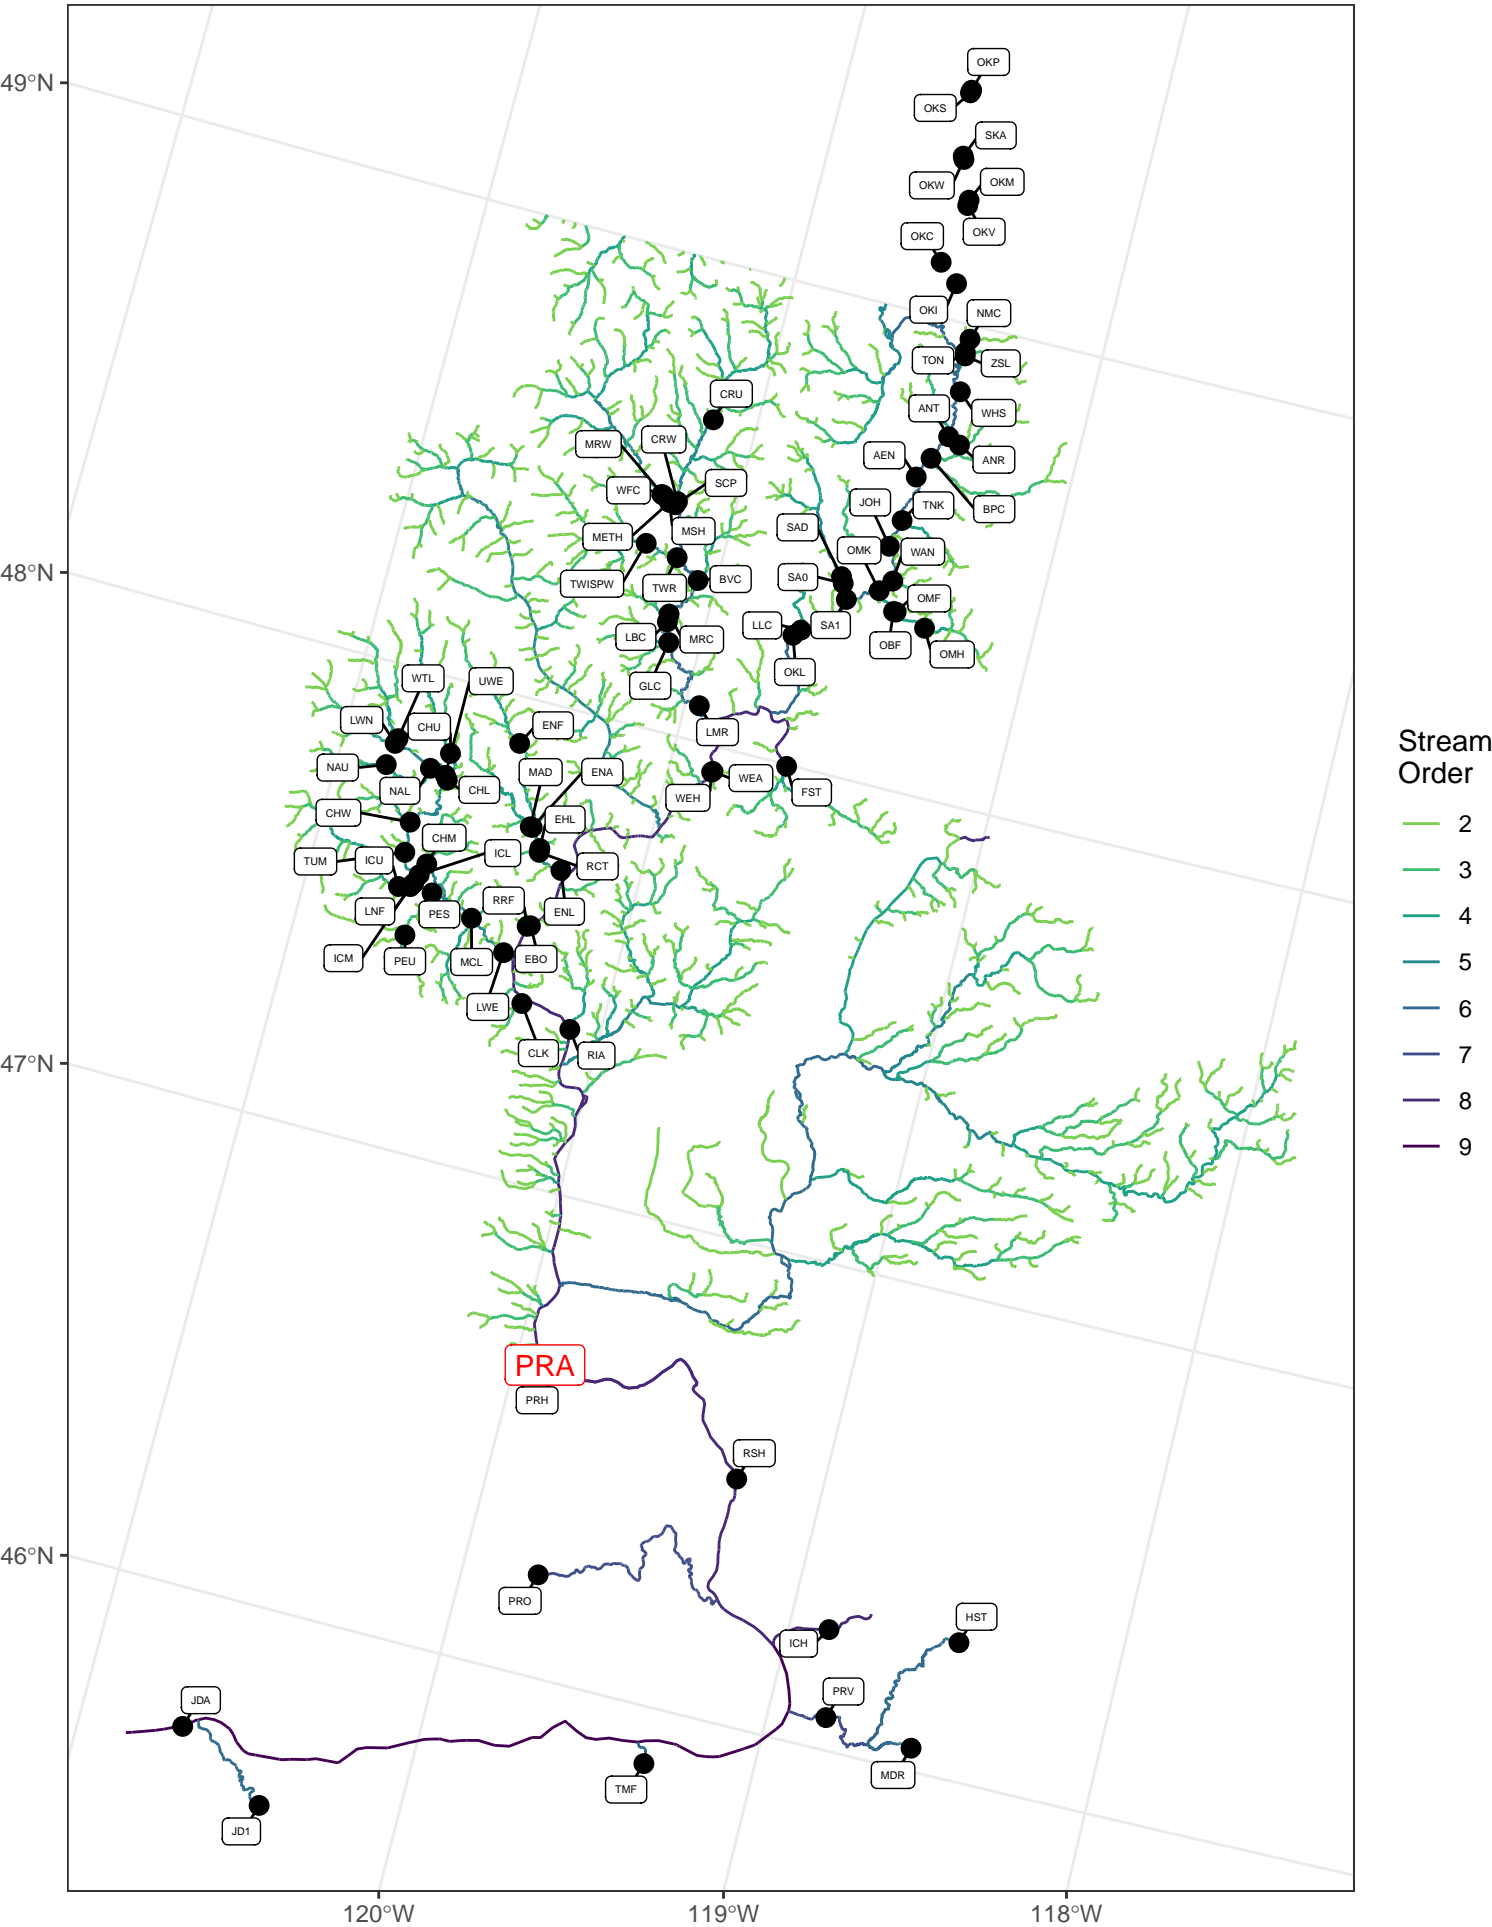 OKP
49°N
OKS
SKA
OKW
OKM
OKV
OKC
OKI
NMC
TON
ZSL
CRU
ANT
WHS
MRW
CRW
AEN
ANR
WFC
SCP
JOH
TNK
BPC
METH
MSH
SAD
OMK
WAN
48°N
TWISPW
TWR
BVC
SA0
OMF
LBC
MRC
LLC
SA1
OBF
OMH
WTL
UWE
GLC
OKL
LWN
CHU
ENF
LMR
Stream
Order
NAU
MAD
ENA
WEA
NAL
CHL
WEH
FST
CHW
EHL
2
CHM
TUM
ICU
ICL
RCT
3
LNF
PES
RRF
ENL
4
ICM
PEU
MCL
EBO
5
LWE
6
CLK
RIA
47°N
7
8
9
PRA
PRH
RSH
46°N
PRO
HST
ICH
JDA
PRV
MDR
TMF
JD1
120°W
119°W
118°W